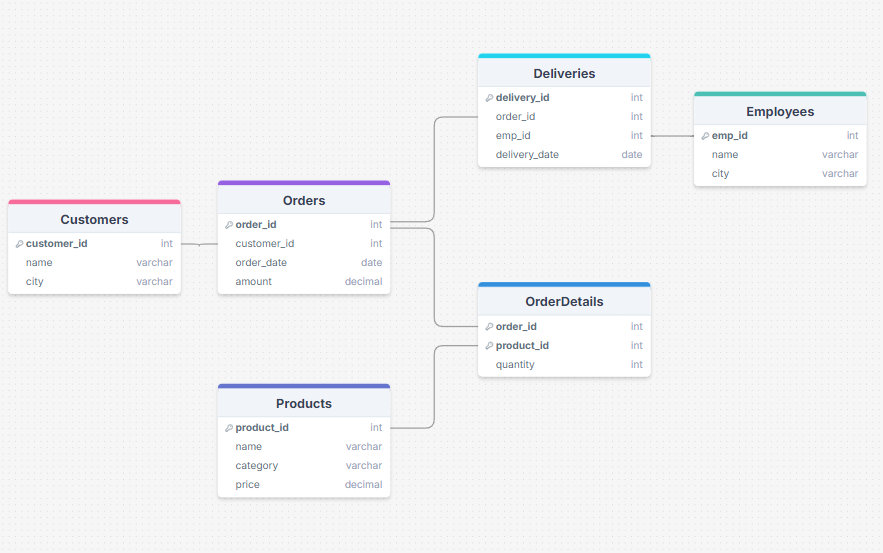 Deliveries
delivery_id int
order_id int
emp_id int
delivery_date date
Employees
emp_id int
name varchar
city varchar
Orders
order_id int
customer_id int
order_date date
amount decimal
Customers
customer_id int
name varchar
city varchar
OrderDetails
order_id int
product_id int
quantity int
Products
product_id int
name varchar
category varchar
price decimal